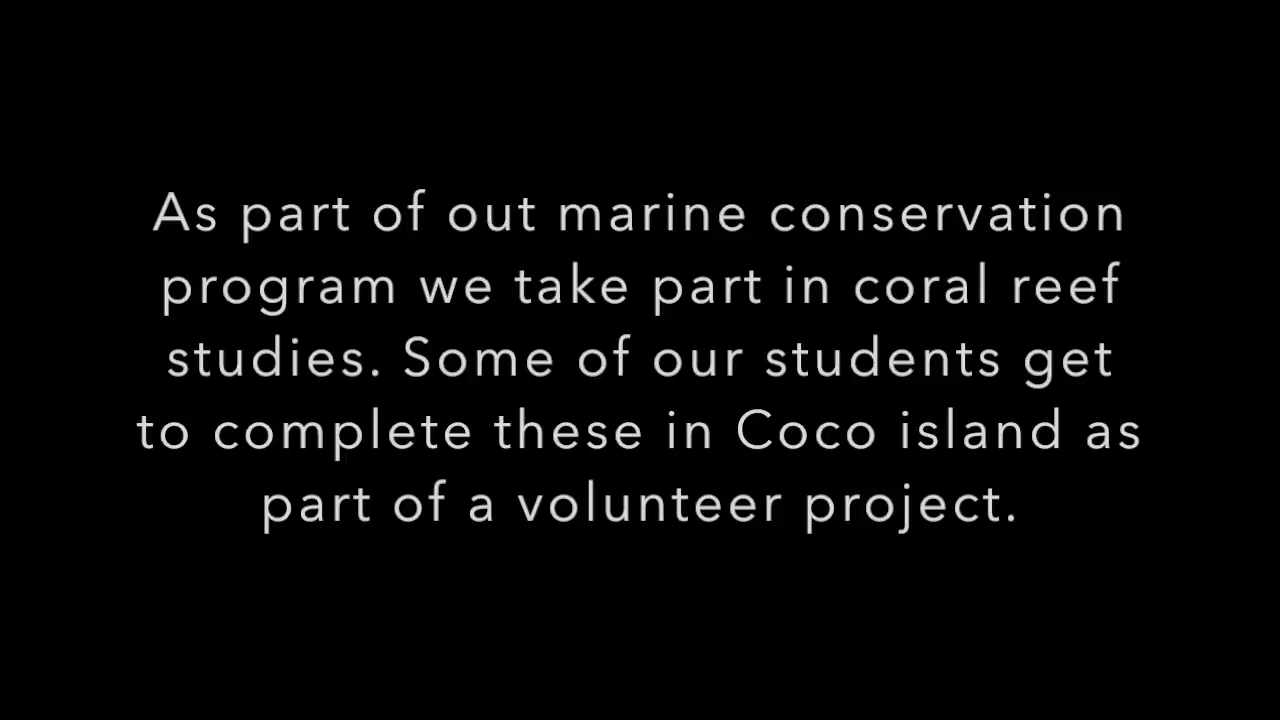 As part of out marine conservation
program we take part in coral reef
studies. Some of our students get
to complete these in Coco island as
part of a volunteer project.